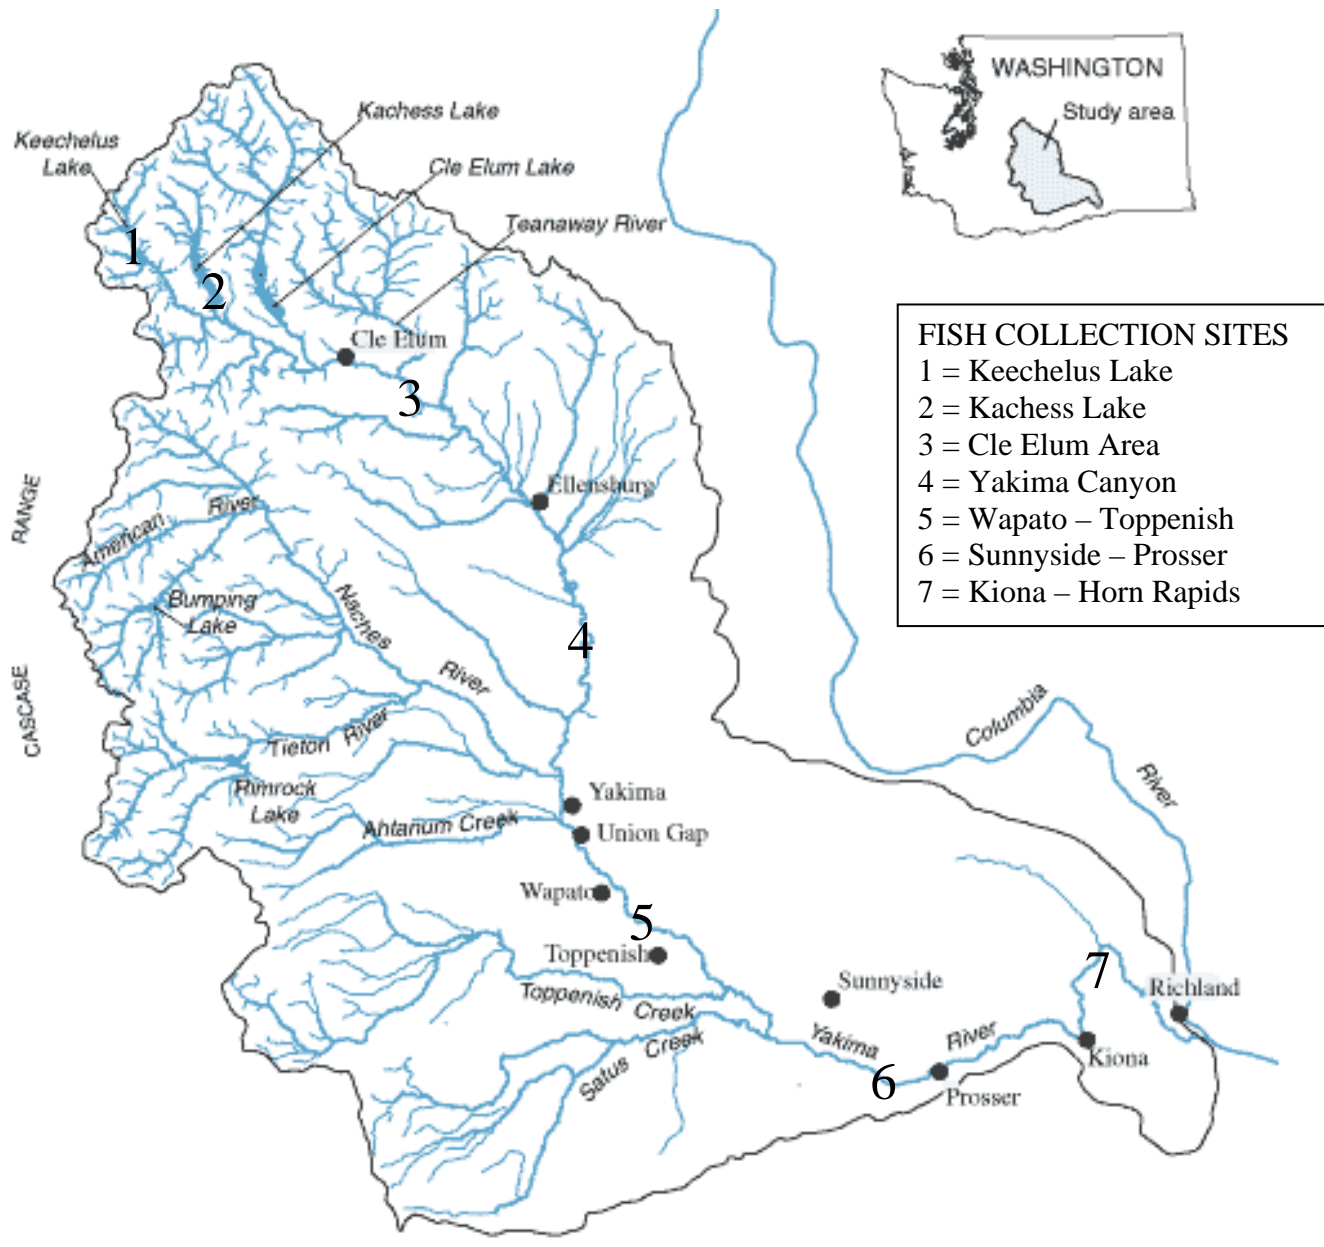 WASHINGTON
Study area
Kachess Lake
Keechelus
Lake
Cle Elum Lake
Teanaway River
1
2
Cle Elum
3
FISH COLLECTION SITES
1 = Keechelus Lake
2 = Kachess Lake
3 = Cle Elum Area
4 = Yakima Canyon
5 = Wapato – Toppenish
6 = Sunnyside – Prosser
7 = Kiona – Horn Rapids
RANGE
CASCADE
Ellensburg
American River
Bumping
Lake
Naches River
4
Tieton River
Rimrock
Lake
Columbia River
Yakima
Ahtanum Creek
Union Gap
Wapato
5
Toppenish
Toppenish Creek
Satus Creek
Sunnyside
Yakima River
6
Prosser
7
Richland
Kiona